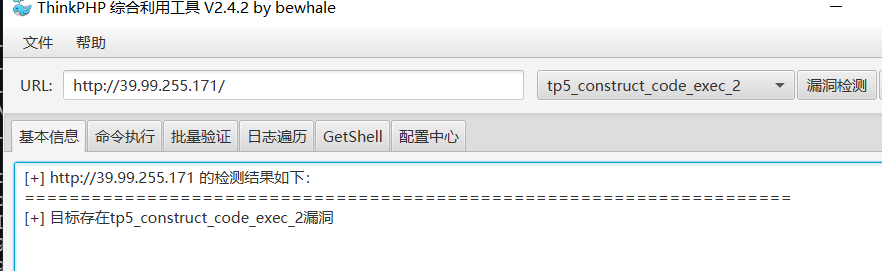 ThinkPHP 综合利用工具 V2.4.2 by bewhale
文件 帮助
URL: http://39.99.255.171/ tp5_construct_code_exec_2 漏洞检测
基本信息 命令执行 批量验证 日志遍历 GetShell 配置中心
[+] http://39.99.255.171 的检测结果如下:
=====================================================================
[+] 目标存在tp5_construct_code_exec_2漏洞